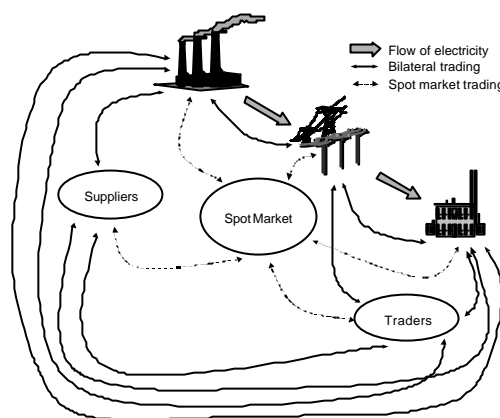 Flow of electricity
Bilateral trading
Spot market trading
Suppliers
Spot Market
Traders